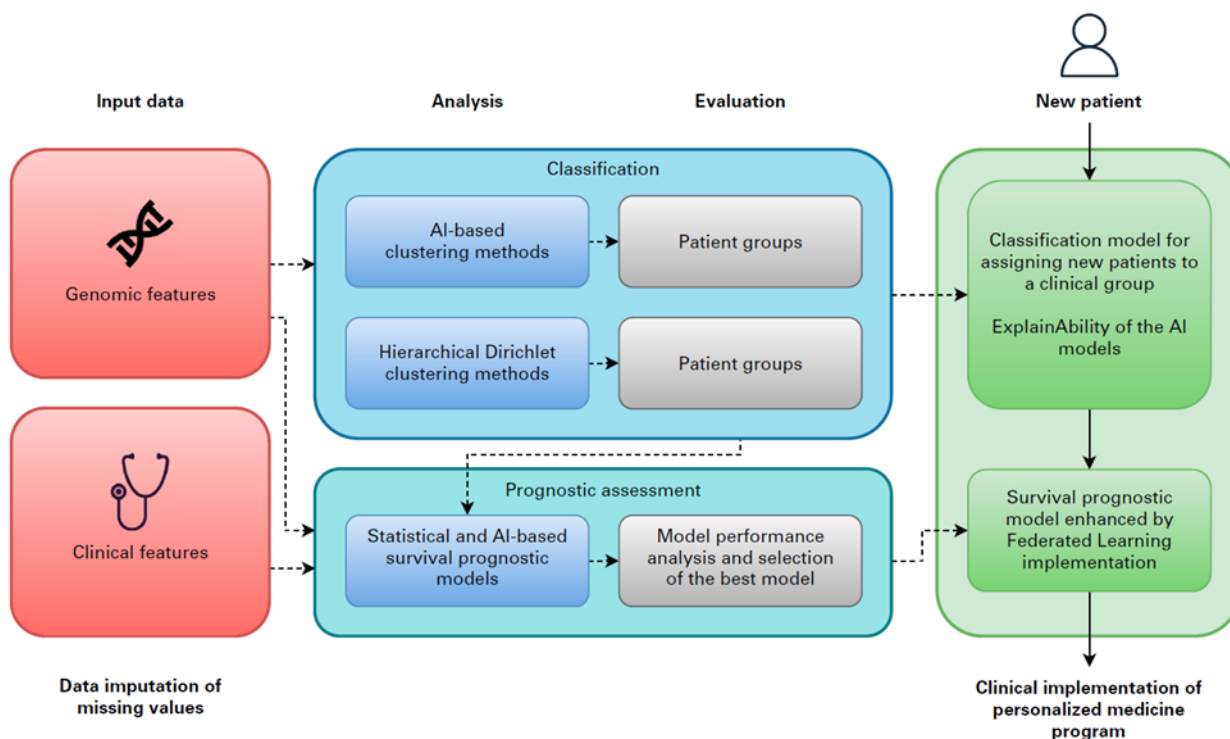 Input data
Analysis
Evaluation
New patient
Genomic features
Clinical features
Data imputation of
missing values
Classification
AI-based
clustering methods
Patient groups
Hierarchical Dirichlet
clustering methods
Patient groups
Prognostic assessment
Statistical and AI-based
survival prognostic
models
Model performance
analysis and selection
of the best model
Classification model for
assigning new patients to
a clinical group
ExplainAbility of the AI
models
Survival prognostic
model enhanced by
Federated Learning
implementation
Clinical implementation of
personalized medicine
program